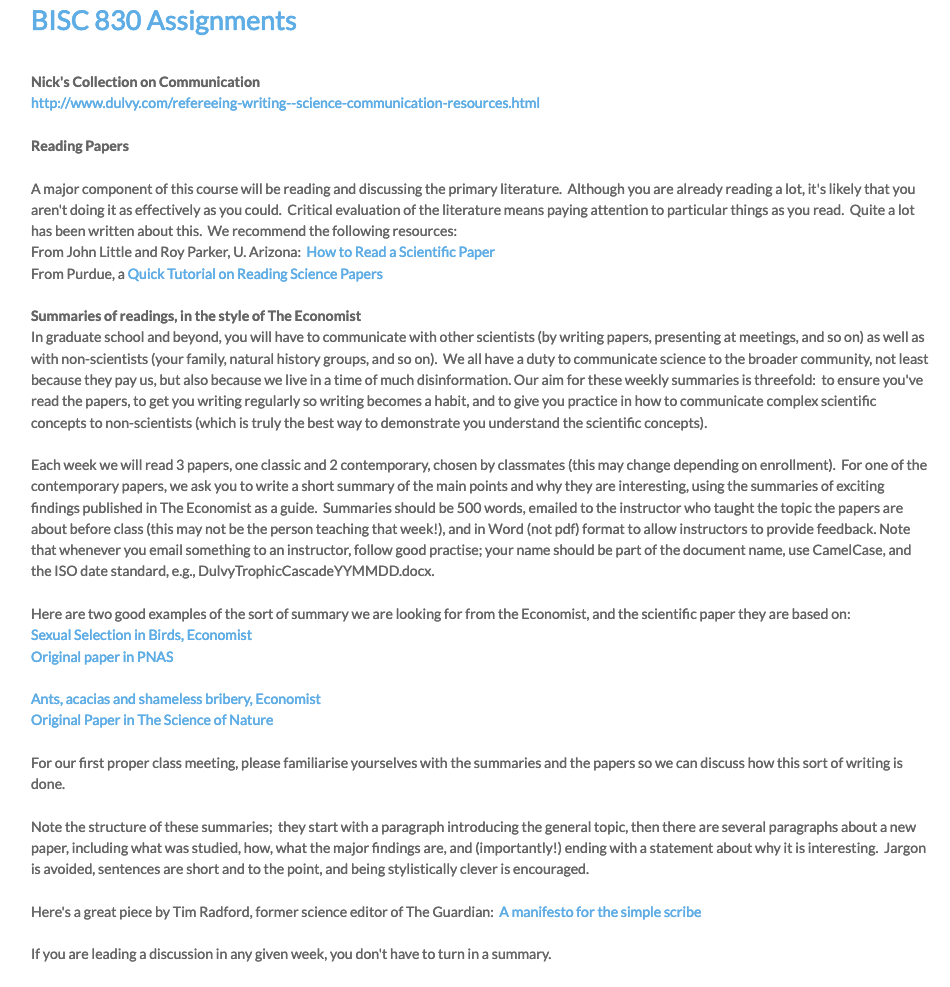 BISC 830 Assignments
Nick's Collection on Communication
http://www.dulvy.com/refereeing-writing--science-communication-resources.html
Reading Papers
A major component of this course will be reading and discussing the primary literature.  Although you are already reading a lot, it's likely that you
aren't doing it as effectively as you could.  Critical evaluation of the literature means paying attention to particular things as you read.  Quite a lot
has been written about this.  We recommend the following resources:
From John Little and Roy Parker, U. Arizona:  How to Read a Scientific Paper
From Purdue, a Quick Tutorial on Reading Science Papers
Summaries of readings, in the style of The Economist
In graduate school and beyond, you will have to communicate with other scientists (by writing papers, presenting at meetings, and so on) as well as
with non-scientists (your family, natural history groups, and so on).  We all have a duty to communicate science to the broader community, not least
because they pay us, but also because we live in a time of much disinformation. Our aim for these weekly summaries is threefold:  to ensure you've
read the papers, to get you writing regularly so writing becomes a habit, and to give you practice in how to communicate complex scientific
concepts to non-scientists (which is truly the best way to demonstrate you understand the scientific concepts).
Each week we will read 3 papers, one classic and 2 contemporary, chosen by classmates (this may change depending on enrollment).  For one of the
contemporary papers, we ask you to write a short summary of the main points and why they are interesting, using the summaries of exciting
findings published in The Economist as a guide.  Summaries should be 500 words, emailed to the instructor who taught the topic the papers are
about before class (this may not be the person teaching that week!), and in Word (not pdf) format to allow instructors to provide feedback. Note
that whenever you email something to an instructor, follow good practise; your name should be part of the document name, use CamelCase, and
the ISO date standard, e.g., DulvyTrophicCascadeYYMMDD.docx.
Here are two good examples of the sort of summary we are looking for from the Economist, and the scientific paper they are based on:
Sexual Selection in Birds, Economist
Original paper in PNAS
Ants, acacias and shameless bribery, Economist
Original Paper in The Science of Nature
For our first proper class meeting, please familiarise yourselves with the summaries and the papers so we can discuss how this sort of writing is
done.
Note the structure of these summaries;  they start with a paragraph introducing the general topic, then there are several paragraphs about a new
paper, including what was studied, how, what the major findings are, and (importantly!) ending with a statement about why it is interesting.  Jargon
is avoided, sentences are short and to the point, and being stylistically clever is encouraged.
Here's a great piece by Tim Radford, former science editor of The Guardian:  A manifesto for the simple scribe
If you are leading a discussion in any given week, you don't have to turn in a summary.